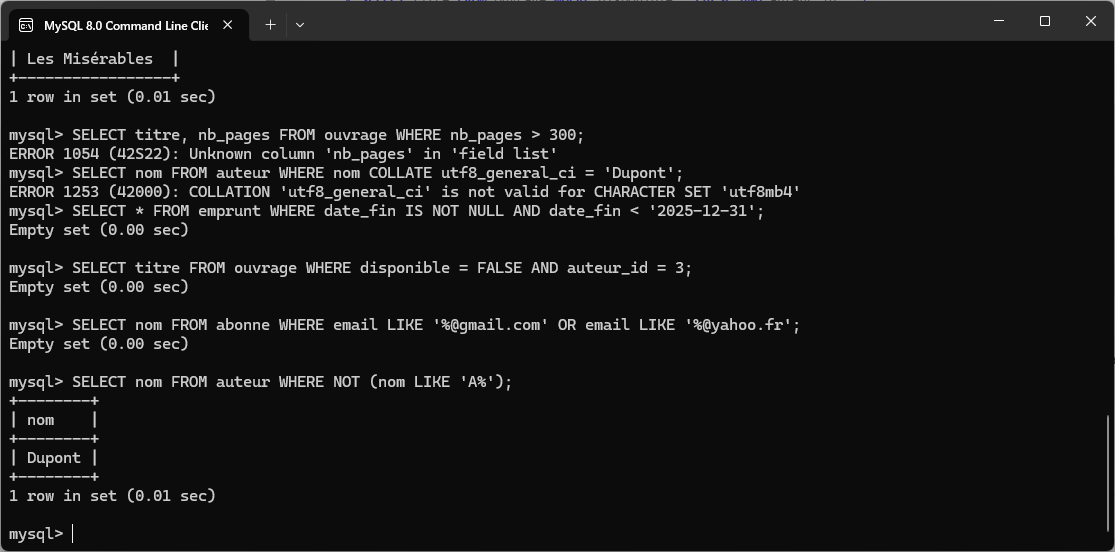 MySQL 8.0 Command Line Clie
| Les Misérables  |
+-----------------+
1 row in set (0.01 sec)
mysql> SELECT titre, nb_pages FROM ouvrage WHERE nb_pages > 300;
ERROR 1054 (42S22): Unknown column 'nb_pages' in 'field list'
mysql> SELECT nom FROM auteur WHERE nom COLLATE utf8_general_ci = 'Dupont';
ERROR 1253 (42000): COLLATION 'utf8_general_ci' is not valid for CHARACTER SET 'utf8mb4'
mysql> SELECT * FROM emprunt WHERE date_fin IS NOT NULL AND date_fin < '2025-12-31';
Empty set (0.00 sec)
mysql> SELECT titre FROM ouvrage WHERE disponible = FALSE AND auteur_id = 3;
Empty set (0.00 sec)
mysql> SELECT nom FROM abonne WHERE email LIKE '%@gmail.com' OR email LIKE '%@yahoo.fr';
Empty set (0.00 sec)
mysql> SELECT nom FROM auteur WHERE NOT (nom LIKE 'A%');
+--------+
| nom    |
+--------+
| Dupont |
+--------+
1 row in set (0.01 sec)
mysql>